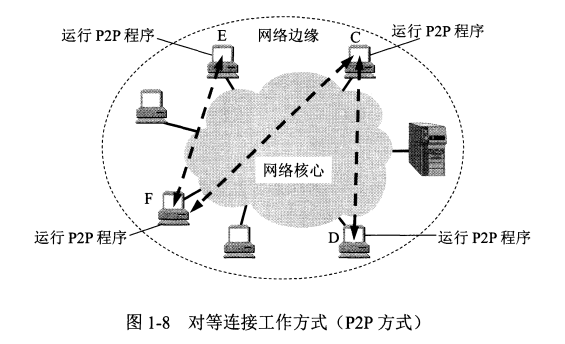 运行 P2P 程序
E
网络边缘
C
运行 P2P 程序
网络核心
F
运行 P2P 程序
D
运行 P2P 程序
图 1-8 对等连接工作方式（P2P 方式）